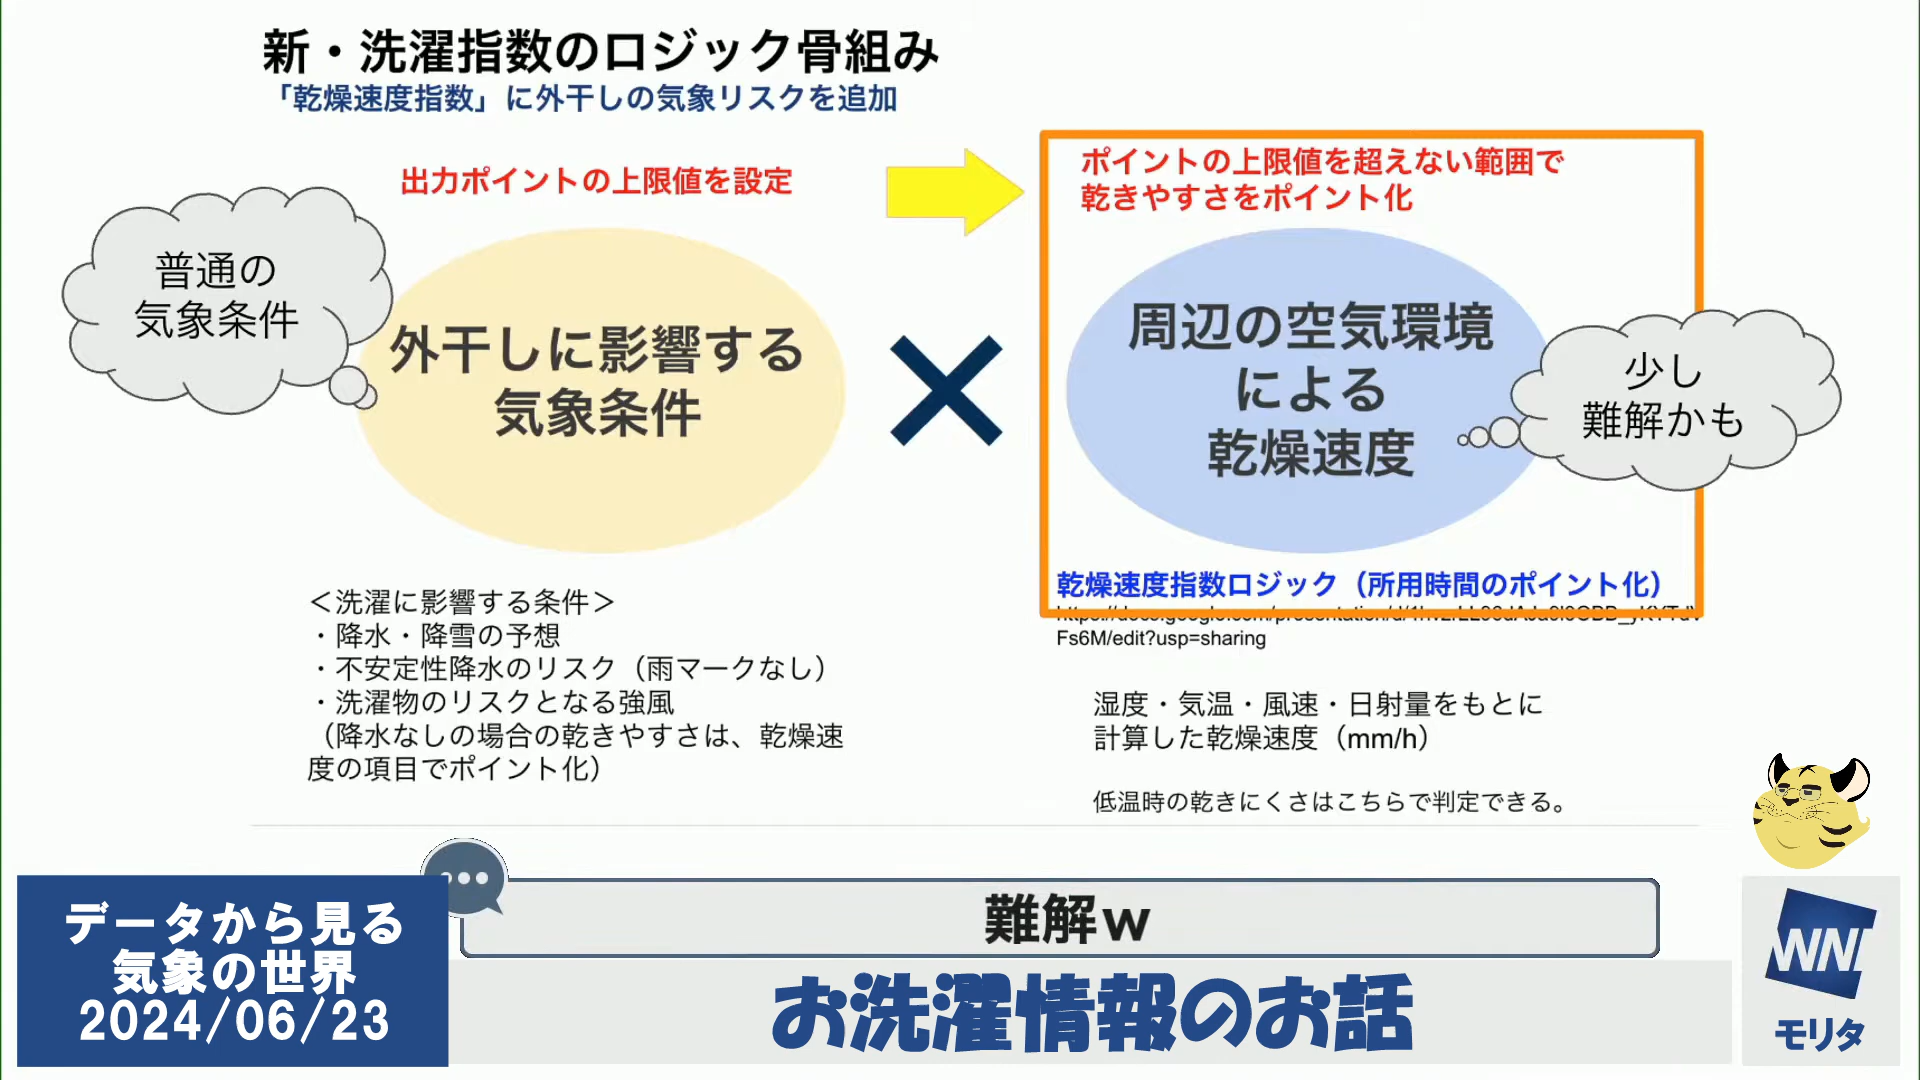 新・洗濯指数のロジック骨組み
「乾燥速度指数」に外干しの気象リスクを追加
出力ポイントの上限値を設定
ポイントの上限値を超えない範囲で
乾きやすさをポイント化
普通の
気象条件
外干しに影響する
気象条件
周辺の空気環境
による
乾燥速度
少し
難解かも
＜洗濯に影響する条件＞
・降水・降雪の予想
・不安定性降水のリスク（雨マークなし）
・洗濯物のリスクとなる強風
（降水なしの場合の乾きやすさは、乾燥速
度の項目でポイント化）
乾燥速度指数ロジック（所用時間のポイント化）
Fs6M/edit?usp=sharing
湿度・気温・風速・日射量をもとに
計算した乾燥速度（mm/h）
低温時の乾きにくさはこちらで判定できる。
難解w
データから見る
気象の世界
2024/06/23
お洗濯情報のお話
WNI
モリタ